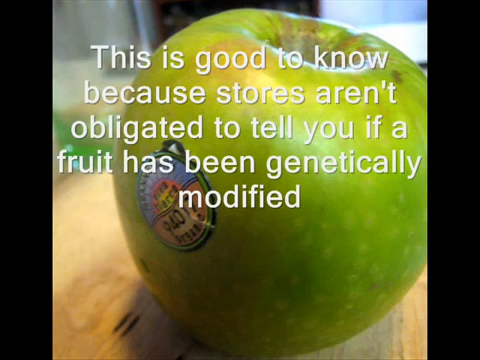 This is good to know
because stores aren't
obligated to tell you if a
fruit has been genetically
modified